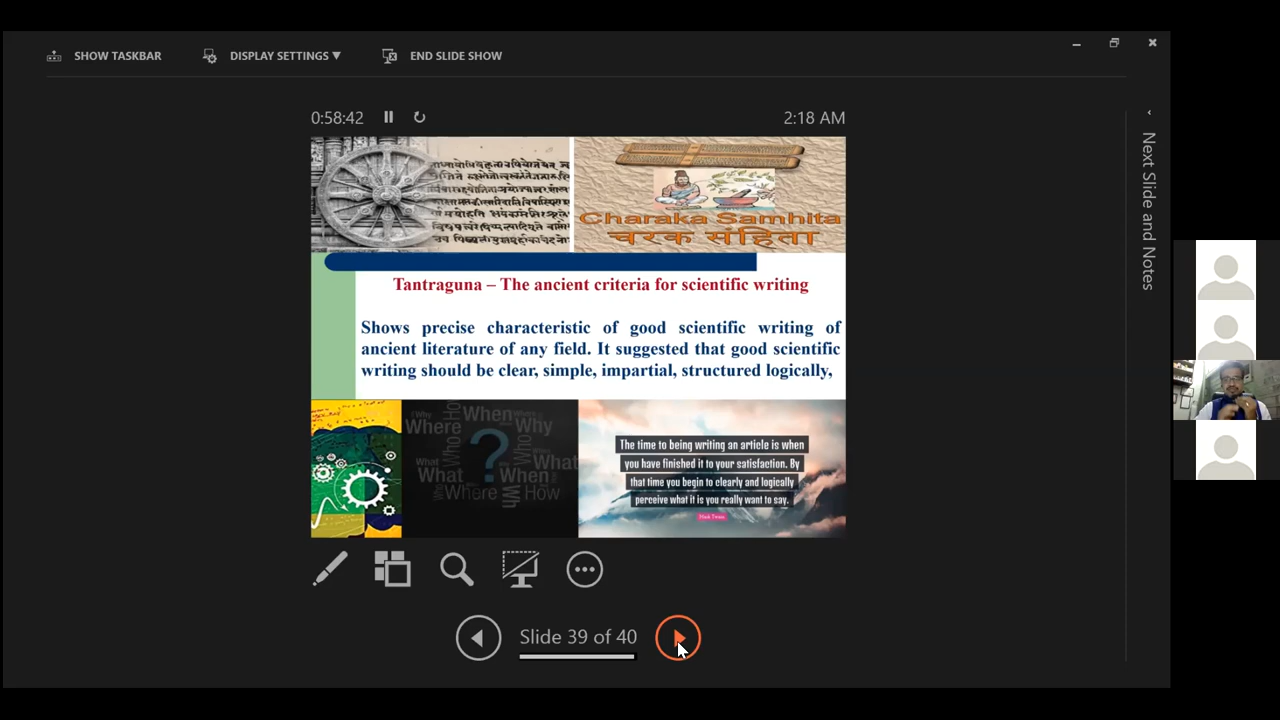 SHOW TASKBAR
DISPLAY SETTINGS ▼
END SLIDE SHOW
0:58:42
2:18 AM
Charaka Samhita
चरक संहिता
Tantraguna – The ancient criteria for scientific writing
Shows precise characteristic of good scientific writing of
ancient literature of any field. It suggested that good scientific
writing should be clear, simple, impartial, structured logically,
Why
Where
When
Why
Who
What
What
When
What
Where
How
?
The time to being writing an article is when
you have finished it to your satisfaction. By
that time you begin to clearly and logically
perceive what it is you really want to say.
Mark Twain
Slide 39 of 40
Next Slide and Notes